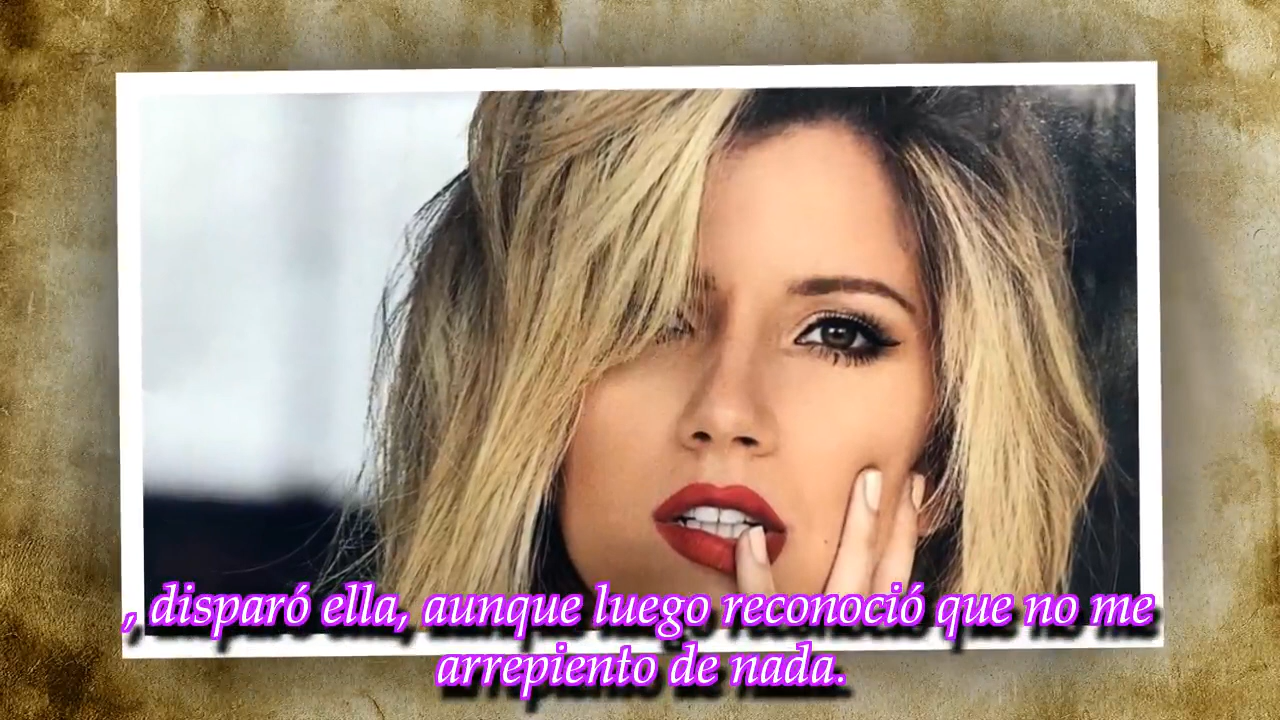 , disparó ella, aunque luego reconoció que no me
arrepiento de nada.